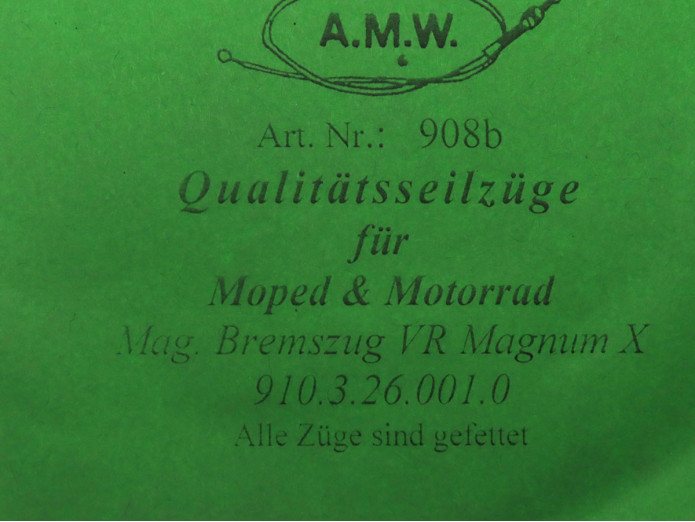 A.M.W.
Art. Nr.: 908b
Qualitätsseilzüge
für
Moped & Motorrad
Mag. Bremszug VR Magnum X
910.3.26.001.0
Alle Züge sind gefettet